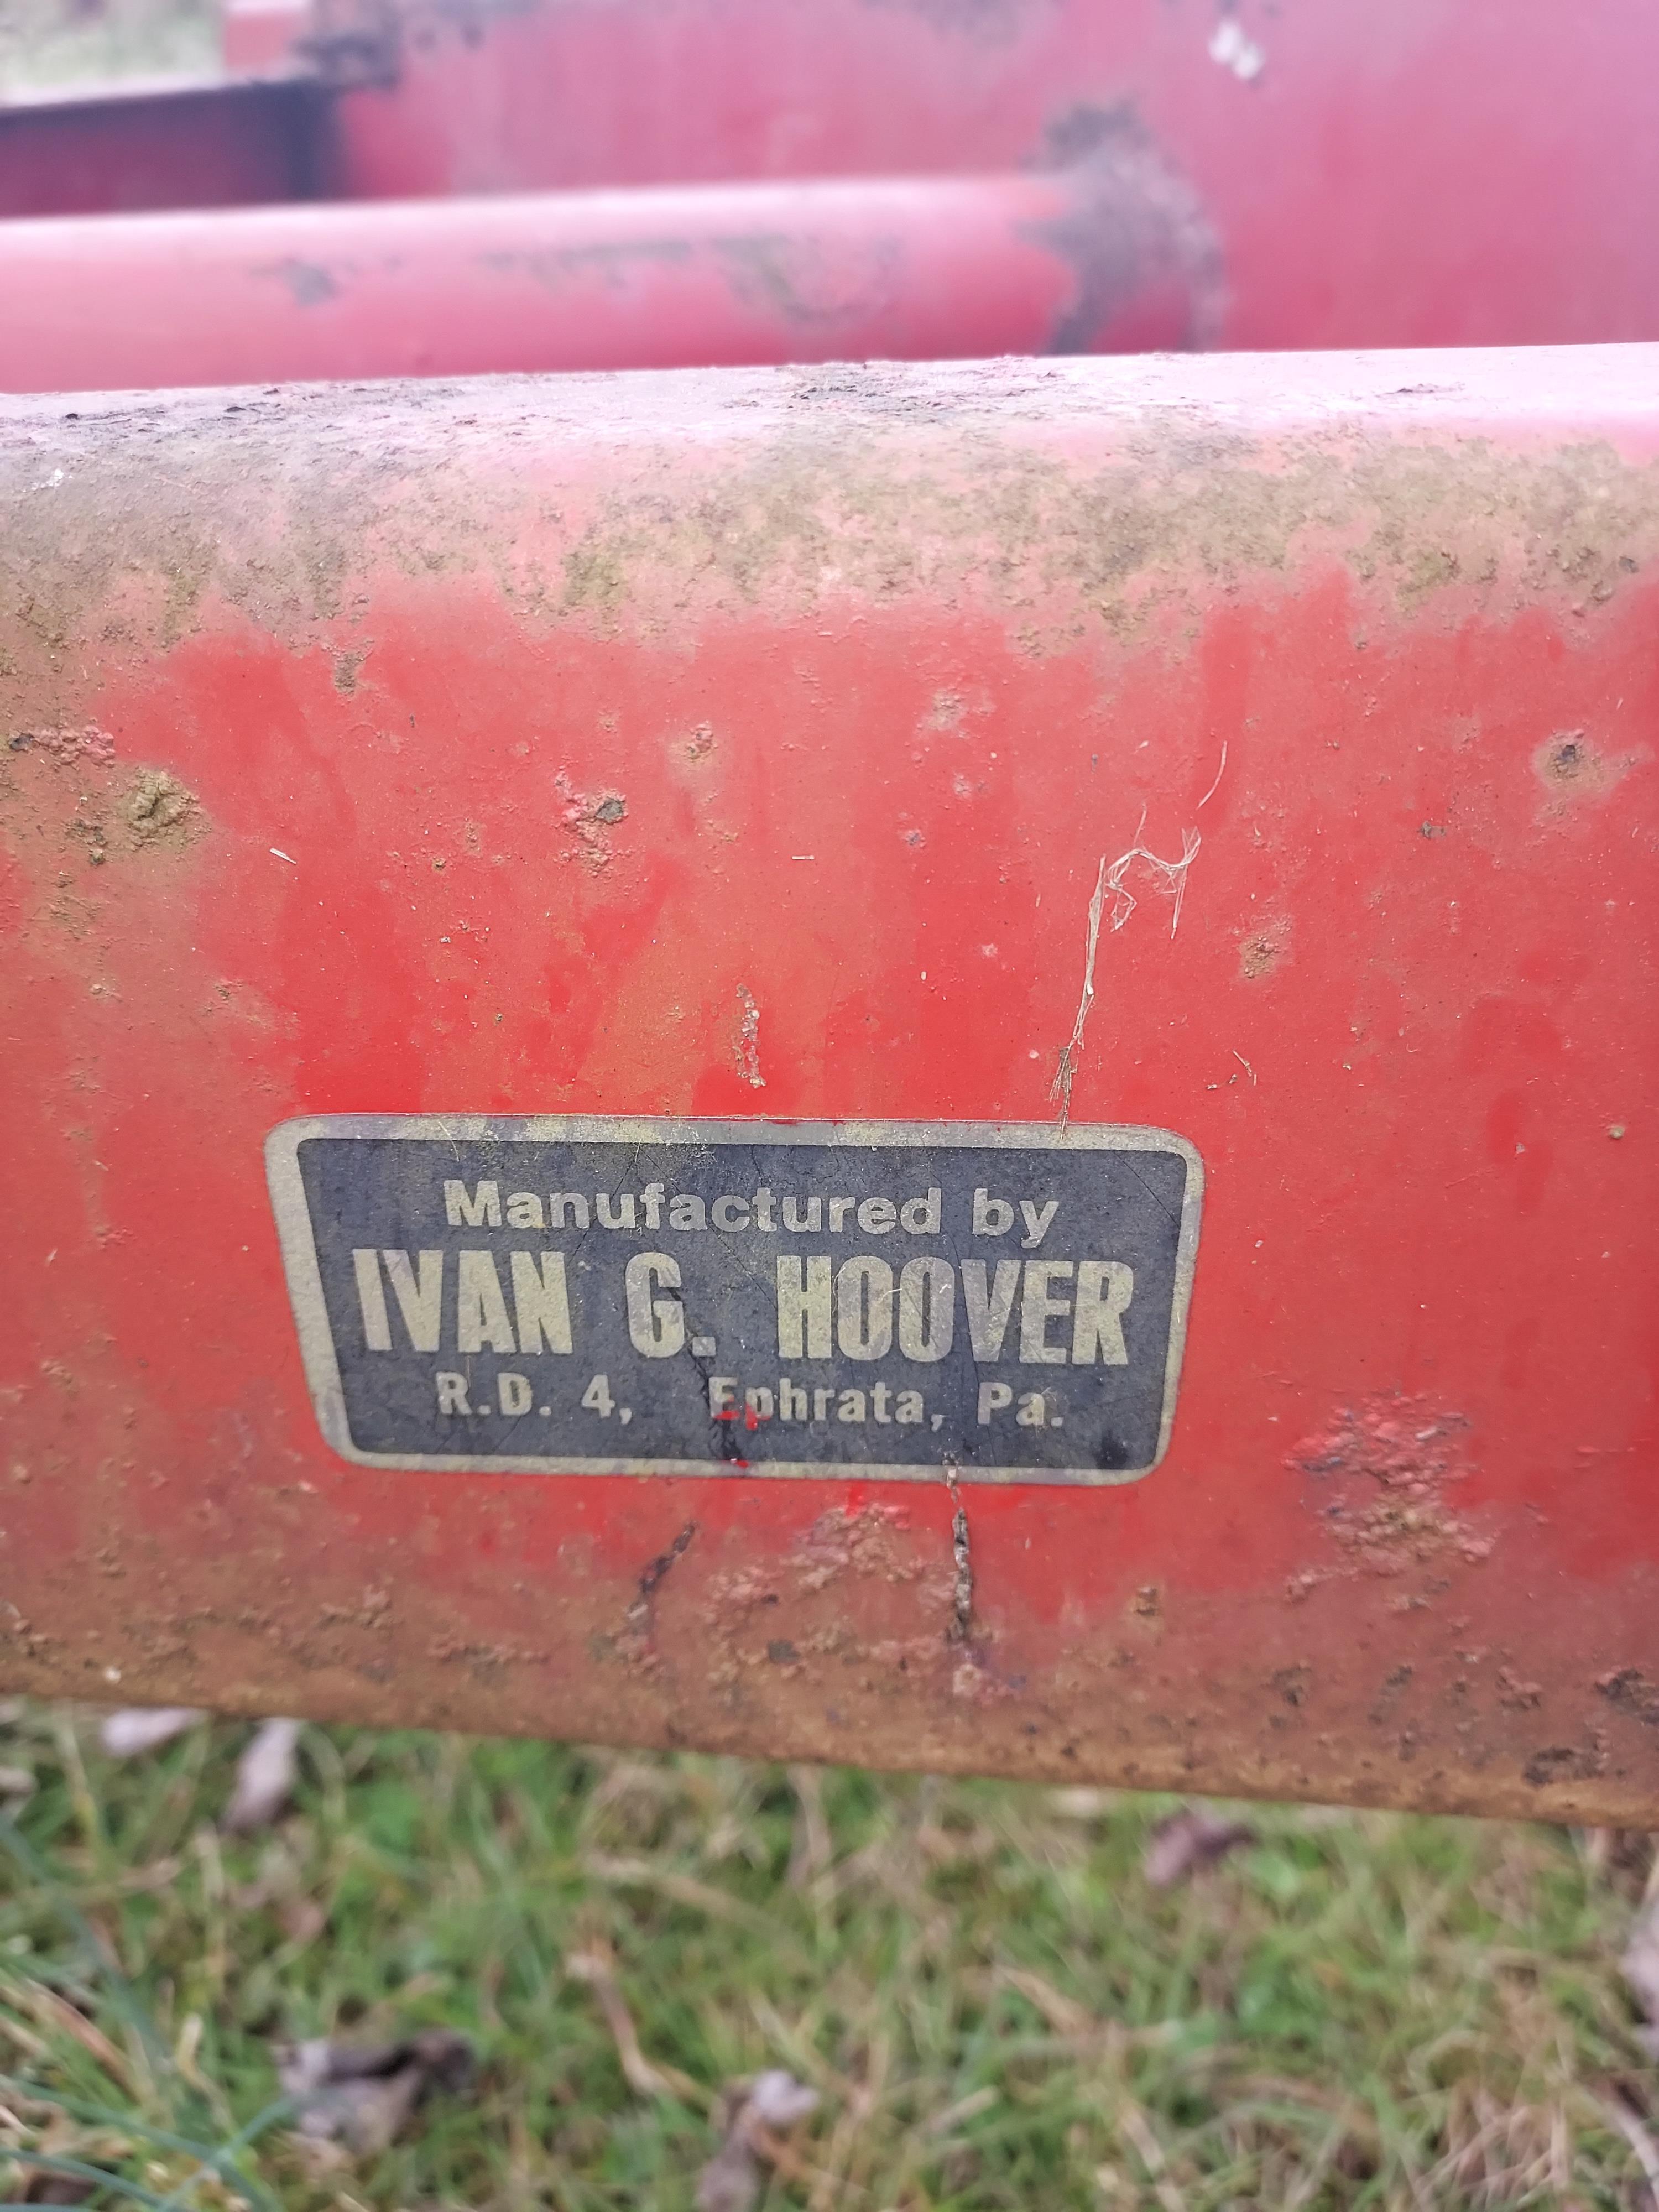 Manufactured by
IVAN G. HOOVER
R.D. 4, Ephrata, Pa.